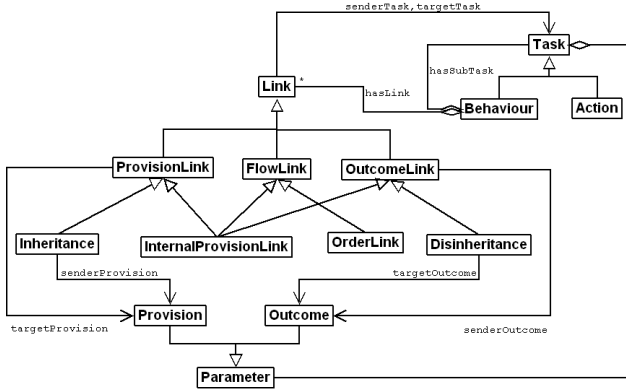 senderTask,targetTask
Task
hasSubTask
Link
*
hasLink
Behaviour
Action
ProvisionLink
FlowLink
OutcomeLink
Inheritance
InternalProvisionLink
OrderLink
Disinheritance
senderProvision
targetOutcome
Provision
Outcome
targetProvision
senderOutcome
Parameter